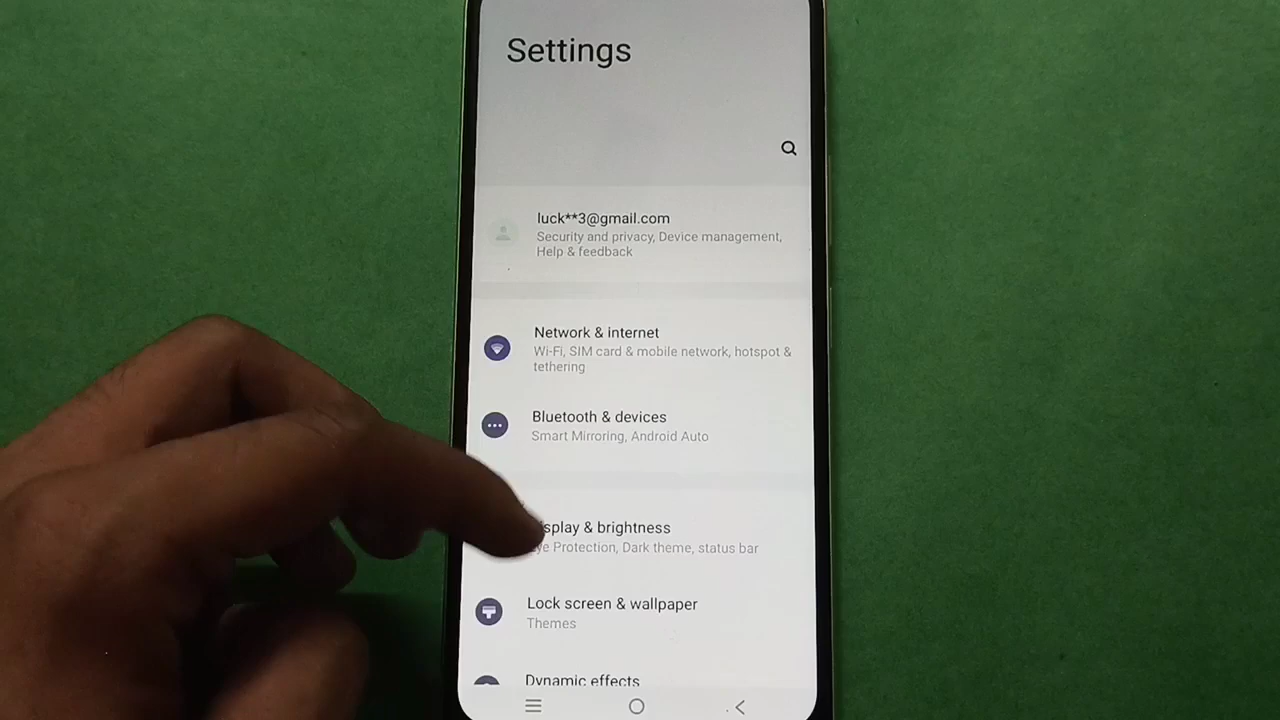 Settings
luck**3@gmail.com
Security and privacy, Device management,
Help & feedback
Network & internet
Wi-Fi, SIM card & mobile network, hotspot &
tethering
Bluetooth & devices
Smart Mirroring, Android Auto
isplay & brightness
ye Protection, Dark theme, status bar
Lock screen & wallpaper
Themes
Dynamic effects